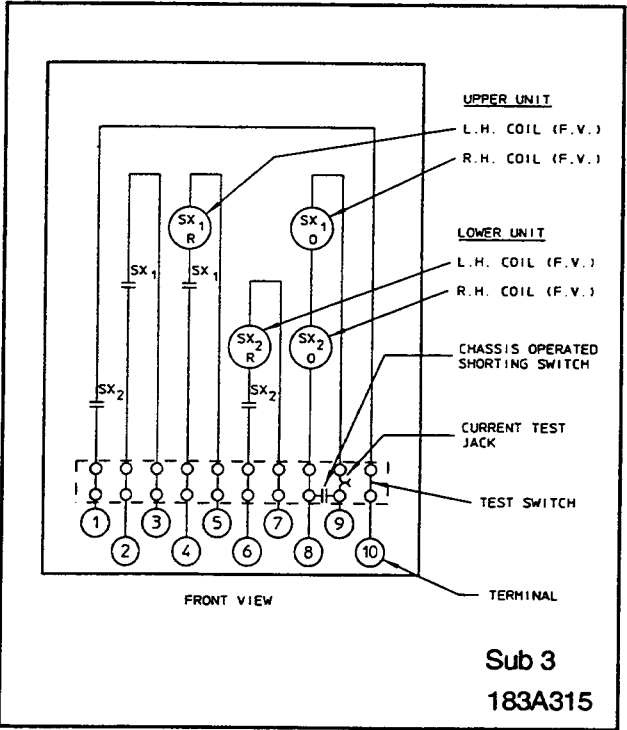 UPPER UNIT
L.H. COIL (F.V.)
R.H. COIL (F.V.)
SX1
R
SX1
O
LOWER UNIT
L.H. COIL (F.V.)
R.H. COIL (F.V.)
SX1
SX1
SX2
R
SX2
O
CHASSIS OPERATED
SHORTING SWITCH
SX2
SX2
CURRENT TEST
JACK
TEST SWITCH
1
3
5
7
9
2
4
6
8
10
TERMINAL
FRONT VIEW
Sub 3
183A315